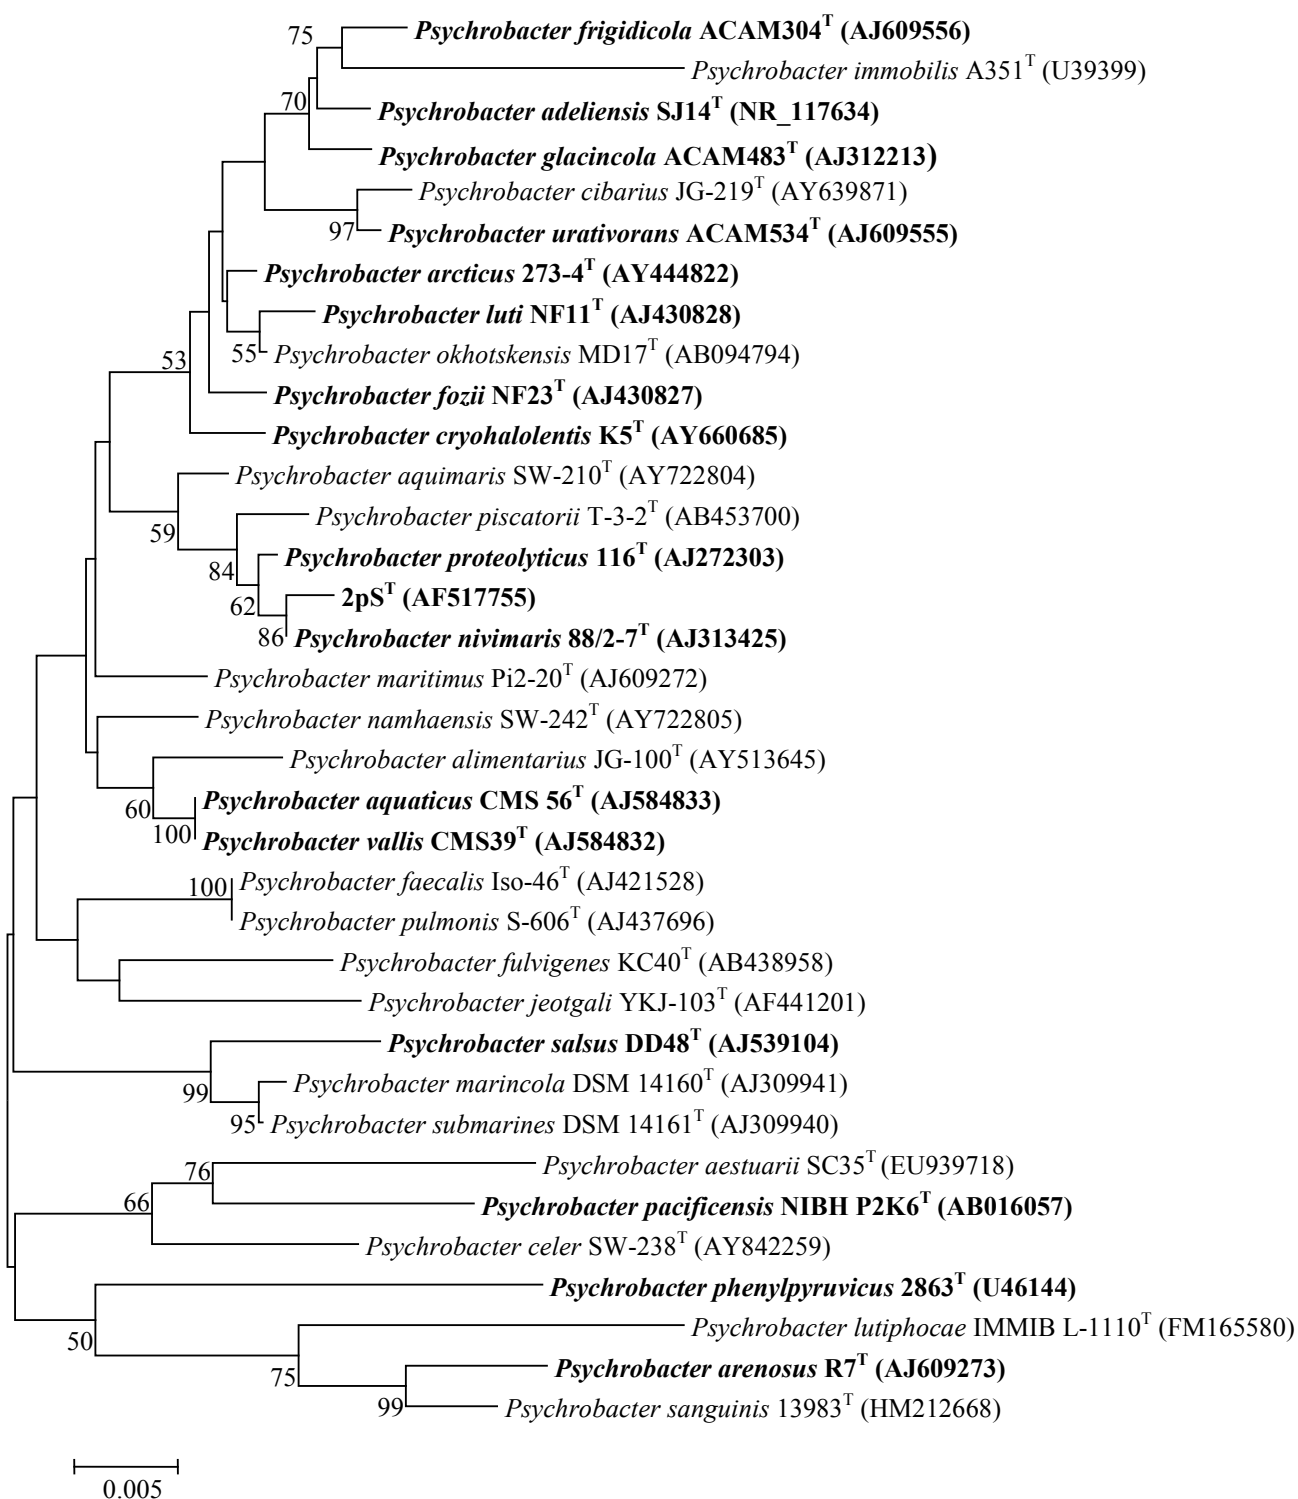 75
Psychrobacter frigidicola ACAM304T (AJ609556)
Psychrobacter immobilis A351T (U39399)
70
Psychrobacter adeliensis SJ14T (NR_117634)
Psychrobacter glacincola ACAM483T (AJ312213)
Psychrobacter cibarius JG-219T (AY639871)
97
Psychrobacter urativorans ACAM534T (AJ609555)
Psychrobacter arcticus 273-4T (AY444822)
Psychrobacter luti NF11T (AJ430828)
53
55
Psychrobacter okhotskensis MD17T (AB094794)
Psychrobacter fozii NF23T (AJ430827)
Psychrobacter cryohalolentis K5T (AY660685)
Psychrobacter aquimaris SW-210T (AY722804)
59
Psychrobacter piscatorii T-3-2T (AB453700)
84
Psychrobacter proteolyticus 116T (AJ272303)
62
2pST (AF517755)
86
Psychrobacter nivimaris 88/2-7T (AJ313425)
Psychrobacter maritimus Pi2-20T (AJ609272)
Psychrobacter namhaensis SW-242T (AY722805)
Psychrobacter alimentarius JG-100T (AY513645)
60
Psychrobacter aquaticus CMS 56T (AJ584833)
100
Psychrobacter vallis CMS39T (AJ584832)
100
Psychrobacter faecalis Iso-46T (AJ421528)
Psychrobacter pulmonis S-606T (AJ437696)
Psychrobacter fulvigenes KC40T (AB438958)
Psychrobacter jeotgali YKJ-103T (AF441201)
Psychrobacter salsus DD48T (AJ539104)
99
Psychrobacter marincola DSM 14160T (AJ309941)
95
Psychrobacter submarines DSM 14161T (AJ309940)
76
Psychrobacter aestuarii SC35T (EU939718)
66
Psychrobacter pacificensis NIBH P2K6T (AB016057)
Psychrobacter celer SW-238T (AY842259)
Psychrobacter phenylpyruvicus 2863T (U46144)
50
Psychrobacter lutiphocae IMMIB L-1110T (FM165580)
75
Psychrobacter arenosus R7T (AJ609273)
99
Psychrobacter sanguinis 13983T (HM212668)
0.005